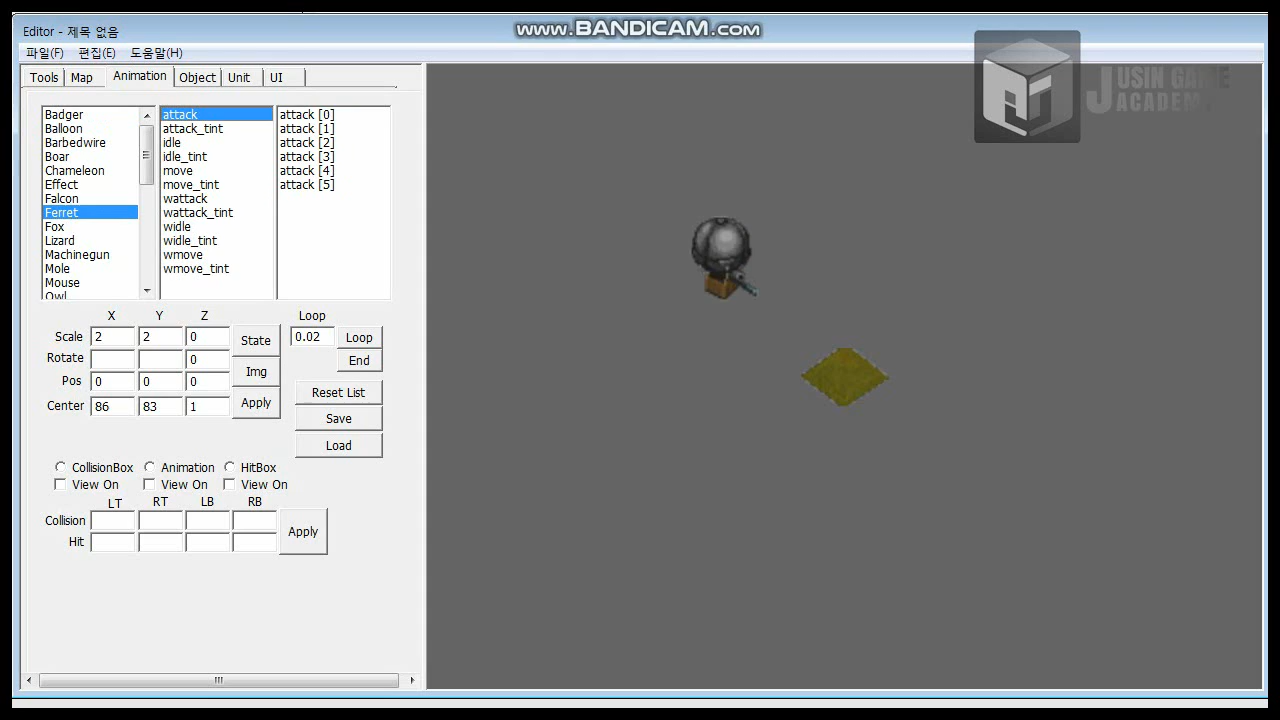 Editor - 제목 없음
www.BANDICAM.com
파일(F) 편집(E) 도움말(H)
JUSIN GAME
ACADEMY
Tools Map Animation Object Unit UI
Badger
Balloon
Barbedwire
Boar
Chameleon
Effect
Falcon
Ferret
Fox
Lizard
Machinegun
Mole
Mouse
Owl
attack
attack_tint
idle
idle_tint
move
move_tint
wattack
wattack_tint
widle
widle_tint
wmove
wmove_tint
attack [0]
attack [1]
attack [2]
attack [3]
attack [4]
attack [5]
X Y Z Loop
Scale 2 2 0 State 0.02 Loop
Rotate 0 Img End
Pos 0 0 0 Reset List
Center 86 83 1 Apply Save
Load
CollisionBox Animation HitBox
View On View On View On
LT RT LB RB
Collision Apply
Hit